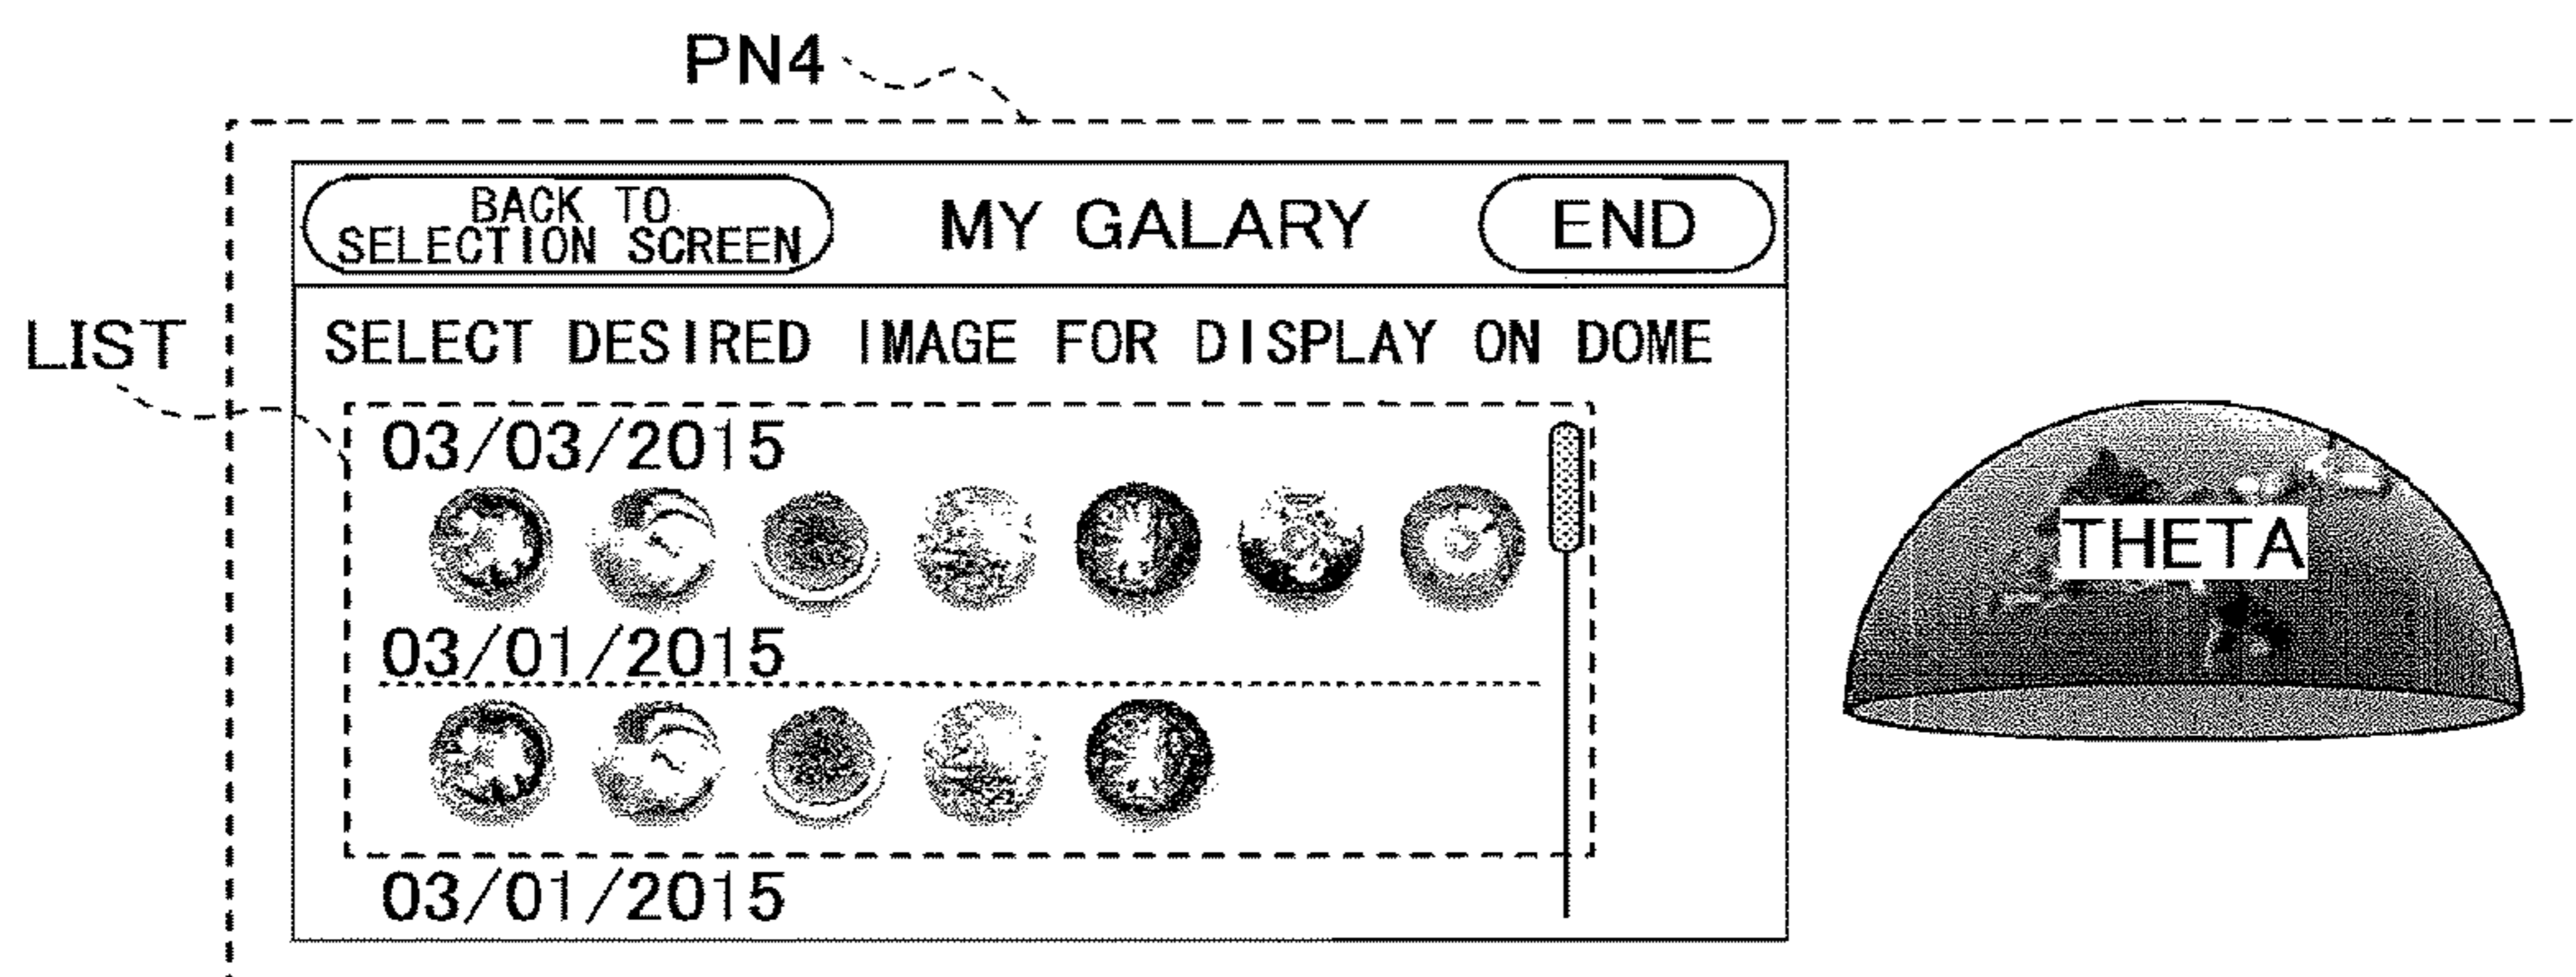 PN4
BACK TO
SELECTION SCREEN
MY GALARY
END
LIST
SELECT DESIRED IMAGE FOR DISPLAY ON DOME
03/03/2015
THETA
03/01/2015
03/01/2015